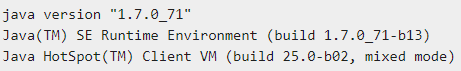 java version "1.7.0_71"
Java(TM) SE Runtime Environment (build 1.7.0_71-b13)
Java HotSpot(TM) Client VM (build 25.0-b02, mixed mode)